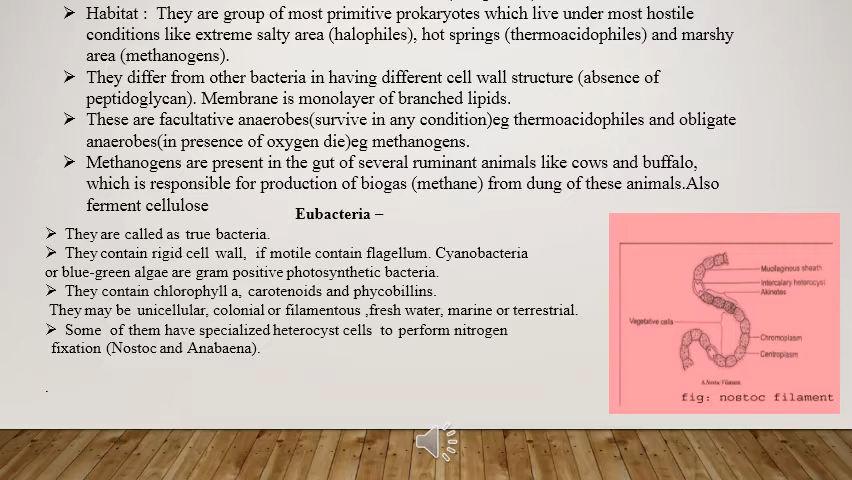 Habitat : They are group of most primitive prokaryotes which live under most hostile
conditions like extreme salty area (halophiles), hot springs (thermoacidophiles) and marshy
area (methanogens).
They differ from other bacteria in having different cell wall structure (absence of
peptidoglycan). Membrane is monolayer of branched lipids.
These are facultative anaerobes(survive in any condition)eg thermoacidophiles and obligate
anaerobes(in presence of oxygen die)eg methanogens.
Methanogens are present in the gut of several ruminant animals like cows and buffalo,
which is responsible for production of biogas (methane) from dung of these animals.Also
ferment cellulose
Eubacteria –
They are called as true bacteria.
They contain rigid cell wall, if motile contain flagellum. Cyanobacteria
or blue-green algae are gram positive photosynthetic bacteria.
They contain chlorophyll a, carotenoids and phycobillins.
They may be unicellular, colonial or filamentous ,fresh water, marine or terrestrial.
Some of them have specialized heterocyst cells to perform nitrogen
fixation (Nostoc and Anabaena).
.
Mucilaginous sheath
Intercalary heterocyst
Akinetes
Vegetative cells
Chromoplasm
Centroplasm
A.Nostoc Filament
fig: nostoc filament